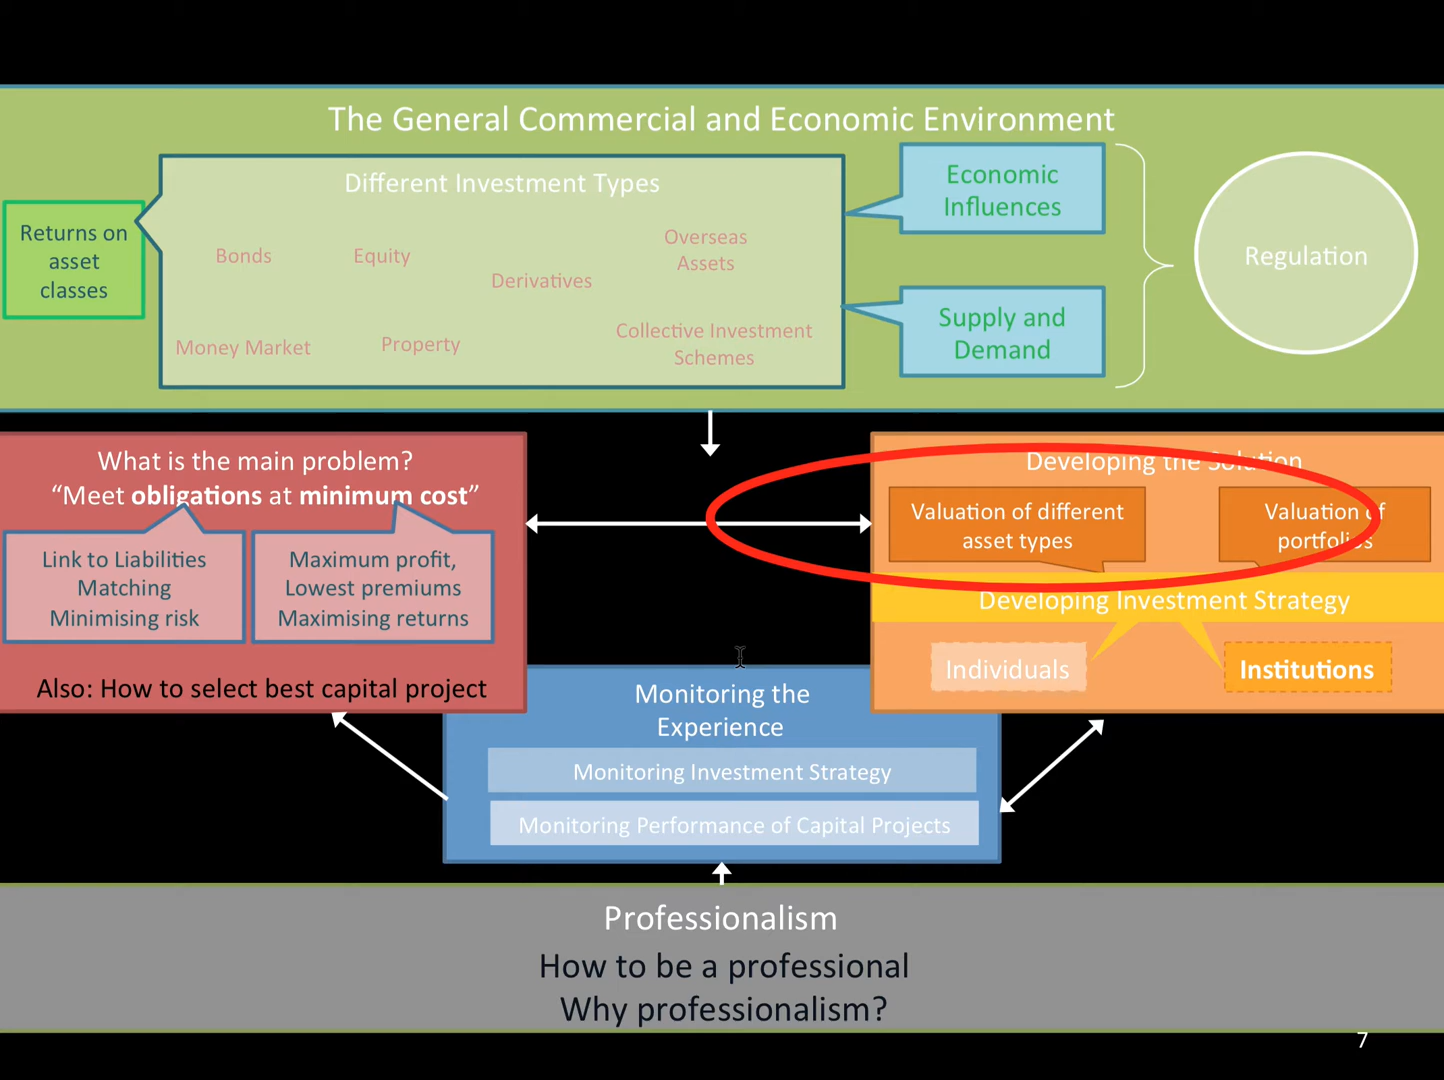 The General Commercial and Economic Environment
Different Investment Types
Returns on
asset
classes
Bonds
Equity
Derivatives
Overseas
Assets
Money Market
Property
Collective Investment
Schemes
Economic
Influences
Supply and
Demand
Regulation
What is the main problem?
“Meet obligations at minimum cost”
Link to Liabilities
Matching
Minimising risk
Maximum profit,
Lowest premiums
Maximising returns
Also: How to select best capital project
Developing the Solution
Valuation of different
asset types
Valuation of
portfolios
Developing Investment Strategy
Individuals
Institutions
Monitoring the
Experience
Monitoring Investment Strategy
Monitoring Performance of Capital Projects
Professionalism
How to be a professional
Why professionalism?
7